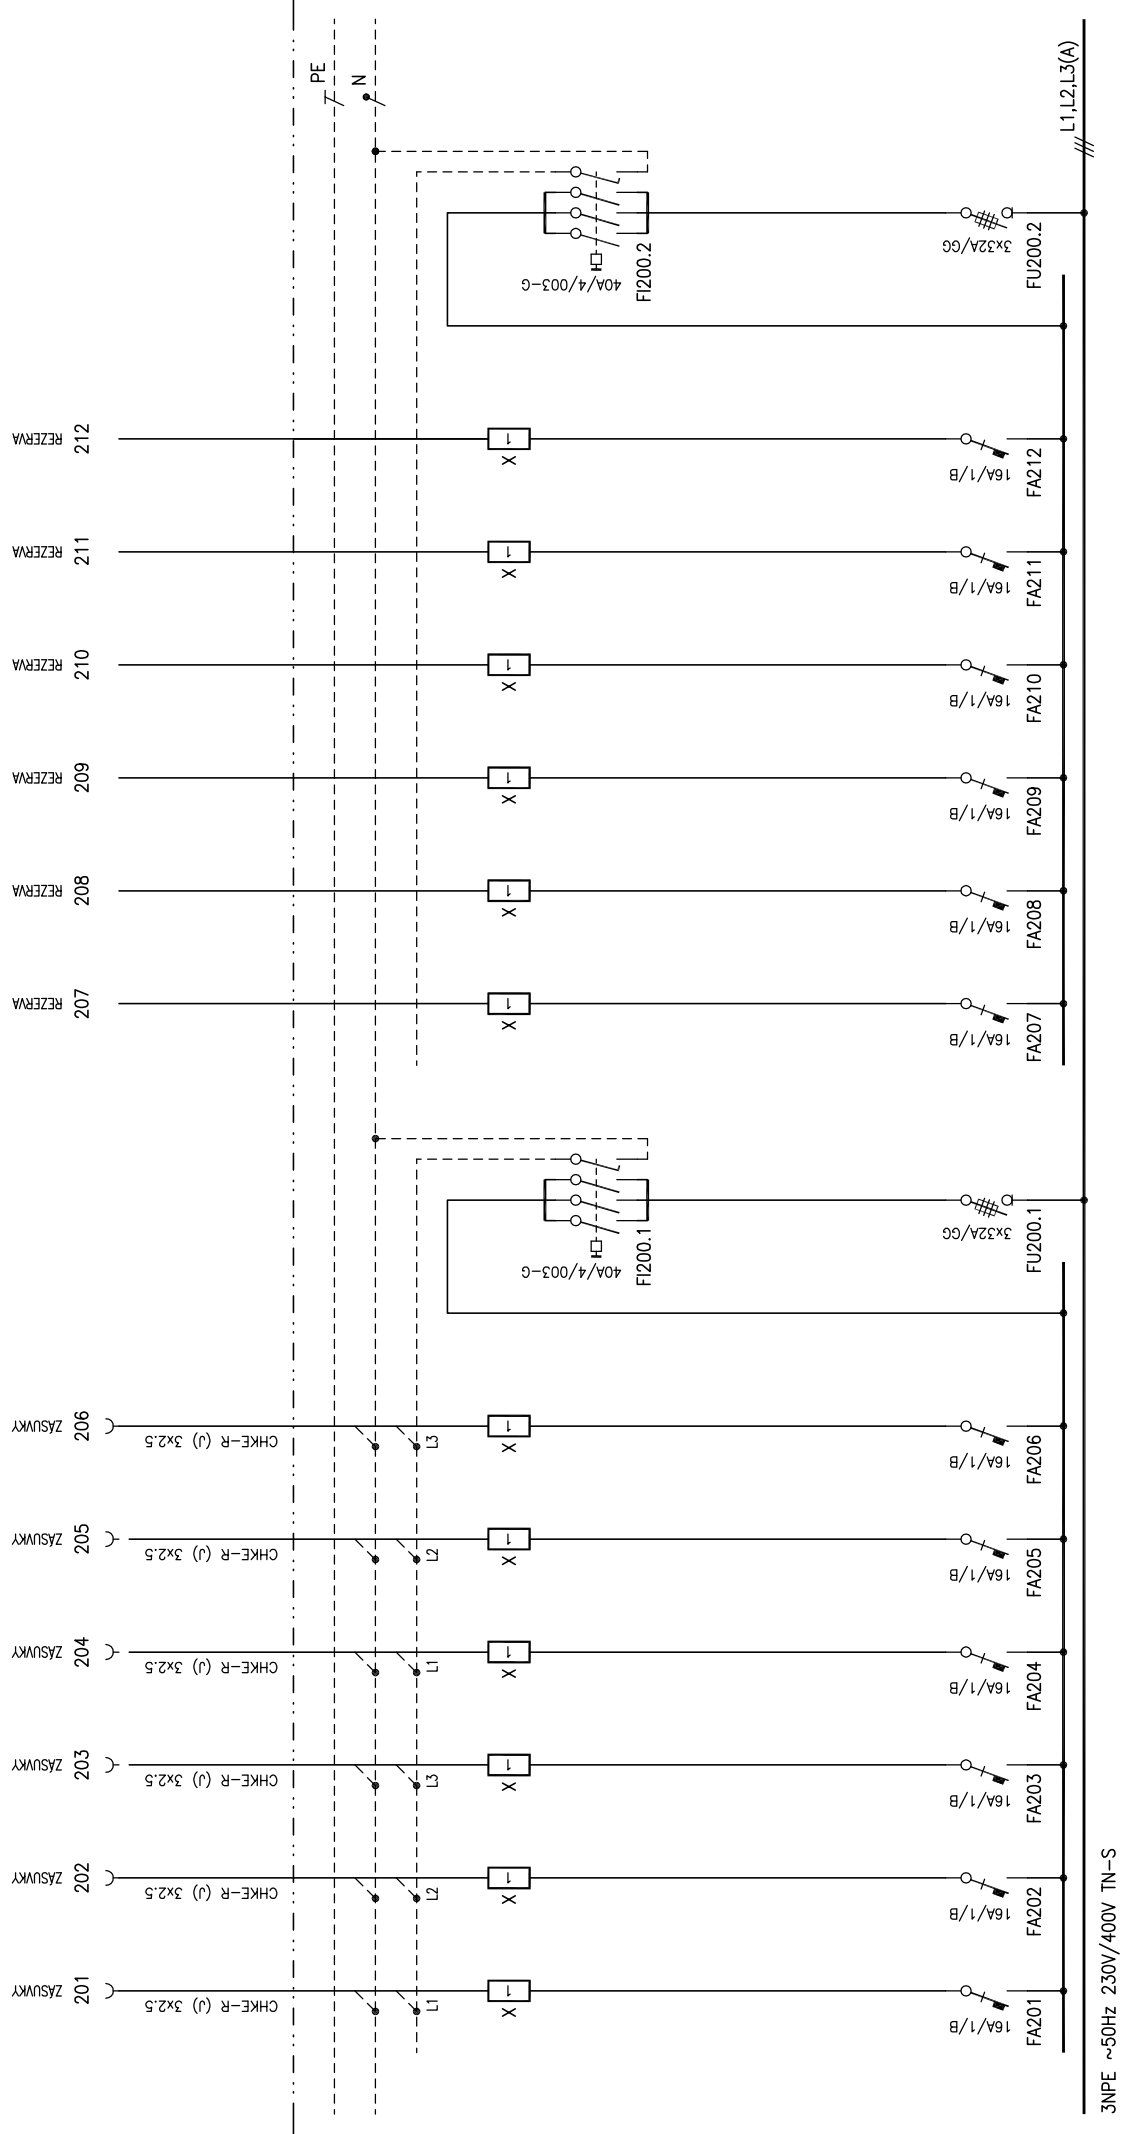 3NPE ~50Hz 230V/400V TN-S
L1,L2,L3(A)
PE
N
FA201
16A/1/B
X
1
L1
CHKE-R (J) 3x2.5
201
ZÁSUVKY
FA202
16A/1/B
X
1
L2
CHKE-R (J) 3x2.5
202
ZÁSUVKY
FA203
16A/1/B
X
1
L3
CHKE-R (J) 3x2.5
203
ZÁSUVKY
FA204
16A/1/B
X
1
L1
CHKE-R (J) 3x2.5
204
ZÁSUVKY
FA205
16A/1/B
X
1
L2
CHKE-R (J) 3x2.5
205
ZÁSUVKY
FA206
16A/1/B
X
1
L3
CHKE-R (J) 3x2.5
206
ZÁSUVKY
FU200.1
3x32A/GG
FI200.1
40A/4/003-G
FA207
16A/1/B
X
1
207
REZERVA
FA208
16A/1/B
X
1
208
REZERVA
FA209
16A/1/B
X
1
209
REZERVA
FA210
16A/1/B
X
1
210
REZERVA
FA211
16A/1/B
X
1
211
REZERVA
FA212
16A/1/B
X
1
212
REZERVA
FU200.2
3x32A/GG
FI200.2
40A/4/003-G